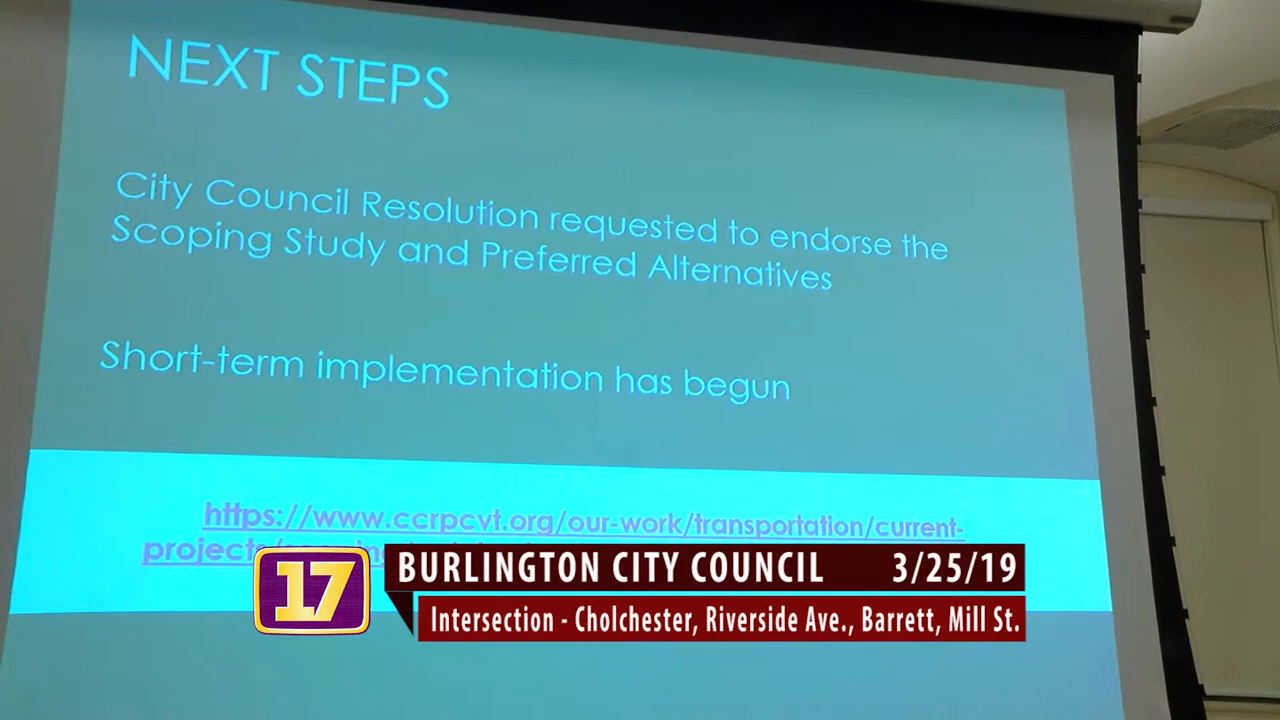 NEXT STEPS
City Council Resolution requested to endorse the
Scoping Study and Preferred Alternatives
Short-term implementation has begun
https://www.ccrpcvt.org/our-work/transportation/current-
17
BURLINGTON CITY COUNCIL 3/25/19
Intersection - Cholchester, Riverside Ave., Barrett, Mill St.